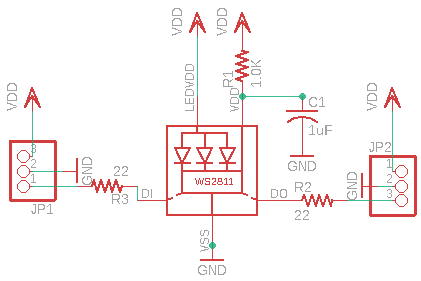 VDD
VDD
LEDVDD
R1
1.0K
VDD
C1
1uF
GND
VDD
3
2
1
JP1
GND
22
R3
DI
WS2811
DO
R2
22
VSS
GND
VDD
JP2
1
2
3
GND